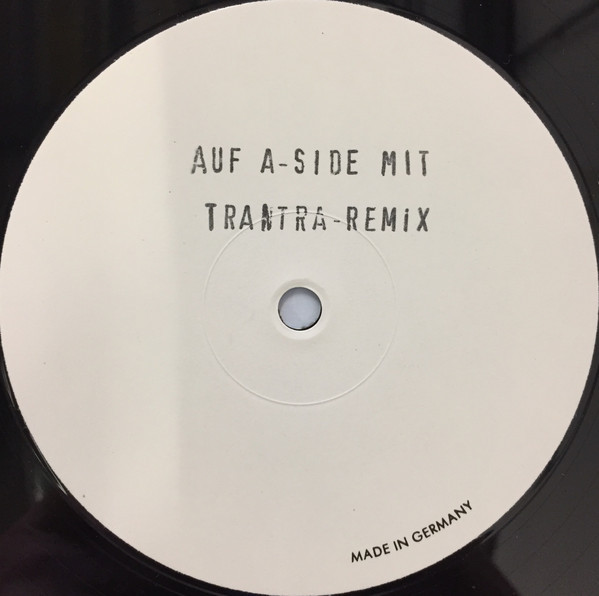 AUF A-SIDE MIT
TRANTRA-REMiX
MADE IN GERMANY